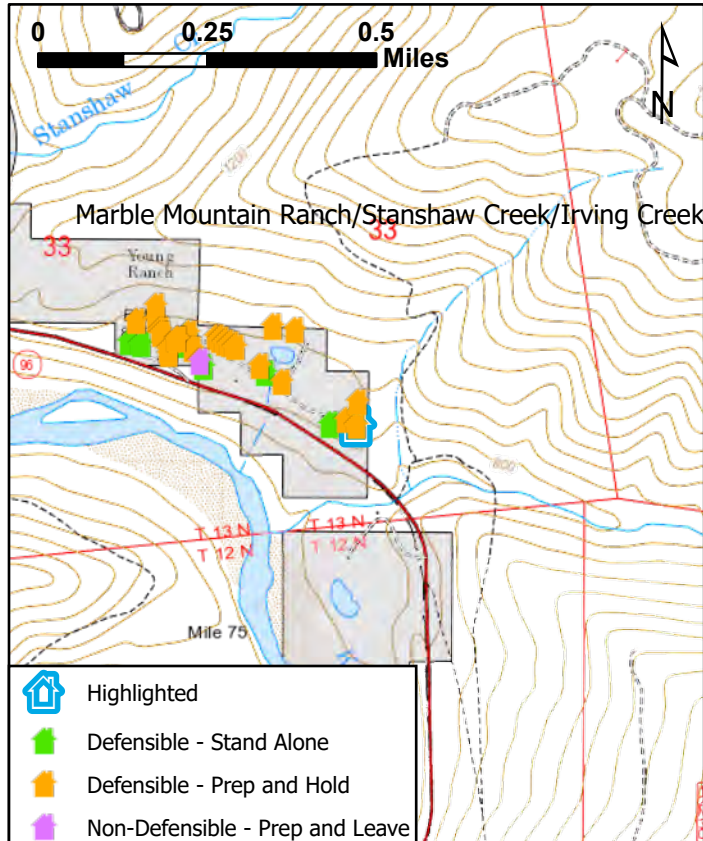 0 0.25 0.5
Miles
N
Stanshaw
1200
Marble Mountain Ranch/Stanshaw Creek/Irving Creek
33 33
Young
Ranch
96
800
T 13 N T 13 N
T 12 N T 12 N
Mile 75
K
Highlighted
Defensible - Stand Alone
Defensible - Prep and Hold
Non-Defensible - Prep and Leave